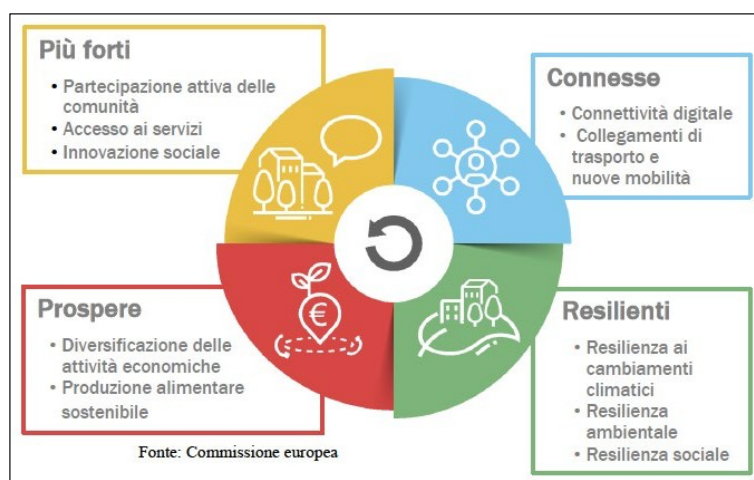 Più forti
• Partecipazione attiva delle
comunità
• Accesso ai servizi
• Innovazione sociale
Connesse
• Connettività digitale
• Collegamenti di
trasporto e
nuove mobilità
Prospere
• Diversificazione delle
attività economiche
• Produzione alimentare
sostenibile
Resilienti
• Resilienza ai
cambiamenti
climatici
• Resilienza
ambientale
• Resilienza sociale
€
Fonte: Commissione europea